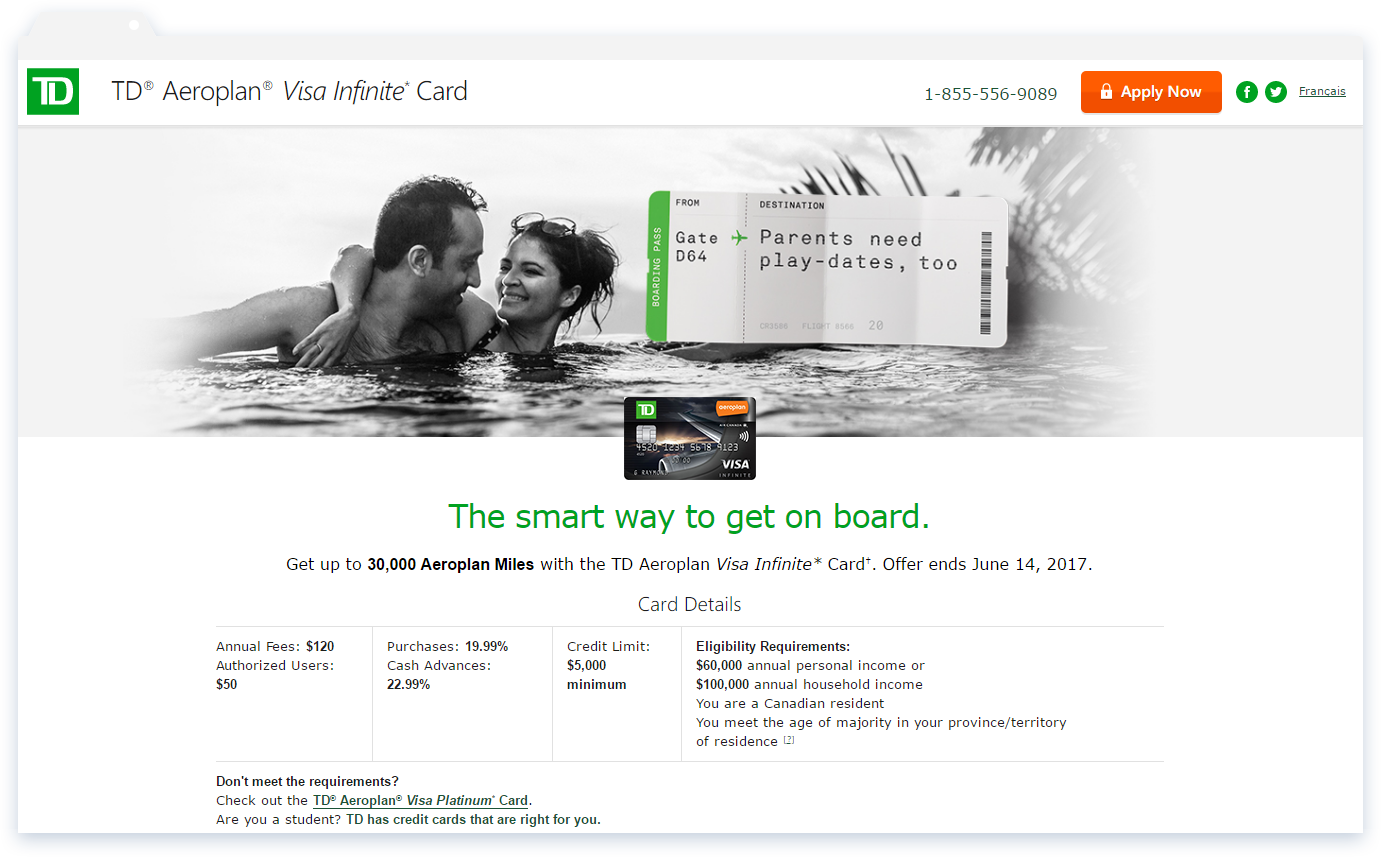 TD
TD® Aeroplan® Visa Infinite* Card
1-855-556-9089
Apply Now
Français
BOARDING PASS
FROM
DESTINATION
Gate
D64
Parents need
play-dates, too
FLIGHT 8566 20
TD
aeroplan
AIR CANADA
4520 1234 5678 9123
VISA
INFINITE
The smart way to get on board.
Get up to 30,000 Aeroplan Miles with the TD Aeroplan Visa Infinite* Card†. Offer ends June 14, 2017.
Card Details
Annual Fees: $120
Authorized Users:
$50
Purchases: 19.99%
Cash Advances:
22.99%
Credit Limit:
$5,000
minimum
Eligibility Requirements:
$60,000 annual personal income or
$100,000 annual household income
You are a Canadian resident
You meet the age of majority in your province/territory
of residence [?]
Don't meet the requirements?
Check out the TD® Aeroplan® Visa Platinum* Card.
Are you a student? TD has credit cards that are right for you.